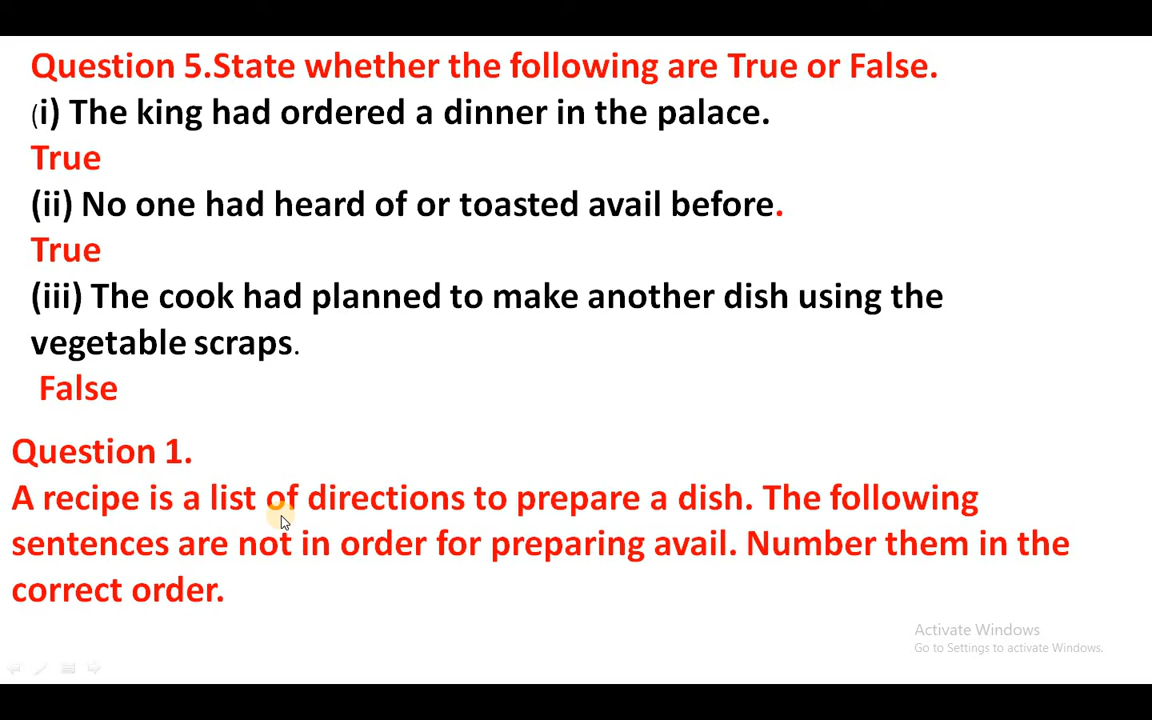 Question 5.State whether the following are True or False.
(i) The king had ordered a dinner in the palace.
True
(ii) No one had heard of or toasted avail before.
True
(iii) The cook had planned to make another dish using the
vegetable scraps.
False
Question 1.
A recipe is a list of directions to prepare a dish. The following
sentences are not in order for preparing avail. Number them in the
correct order.
Activate Windows
Go to Settings to activate Windows.